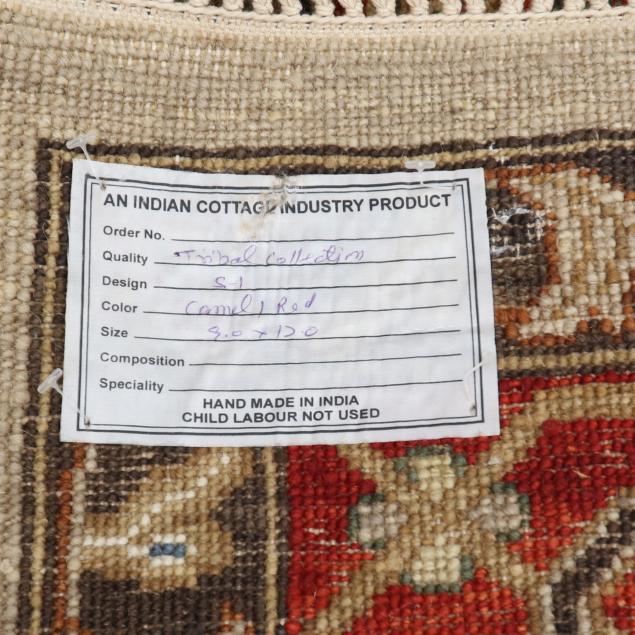 AN INDIAN COTTAGE INDUSTRY PRODUCT
Order No.
Quality Tribal Collection
Design S-1
Color Camel / Red
Size 9.0 x 12.0
Composition
Speciality
HAND MADE IN INDIA
CHILD LABOUR NOT USED